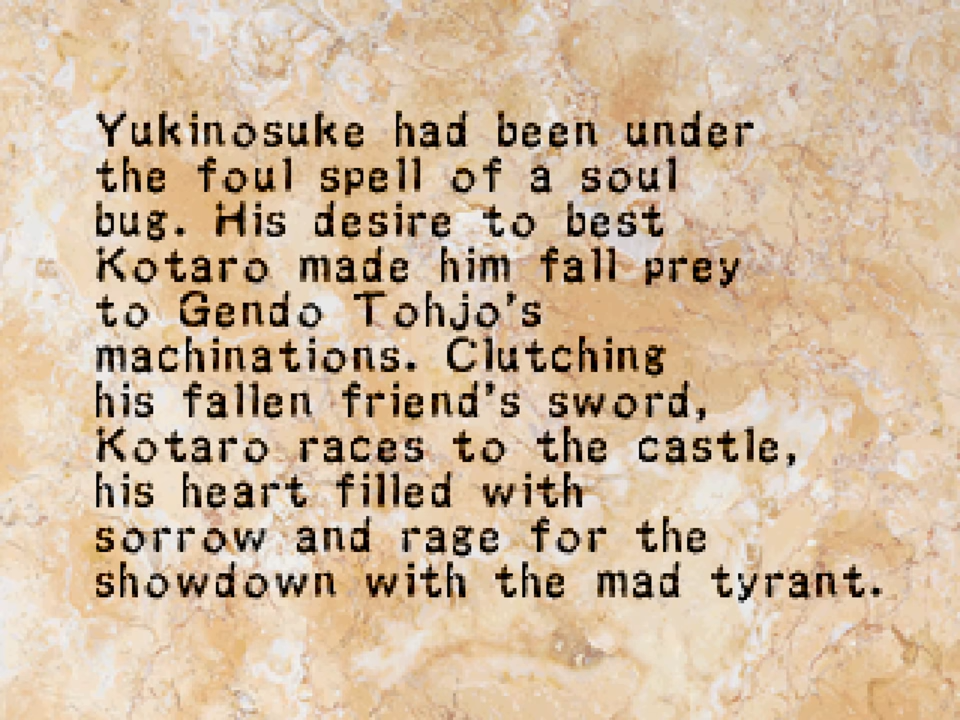 Yukinosuke had been under
the foul spell of a soul
bug. His desire to best
Kotaro made him fall prey
to Gendo Tohjo's
machinations. Clutching
his fallen friend's sword,
Kotaro races to the castle,
his heart filled with
sorrow and rage for the
showdown with the mad tyrant.